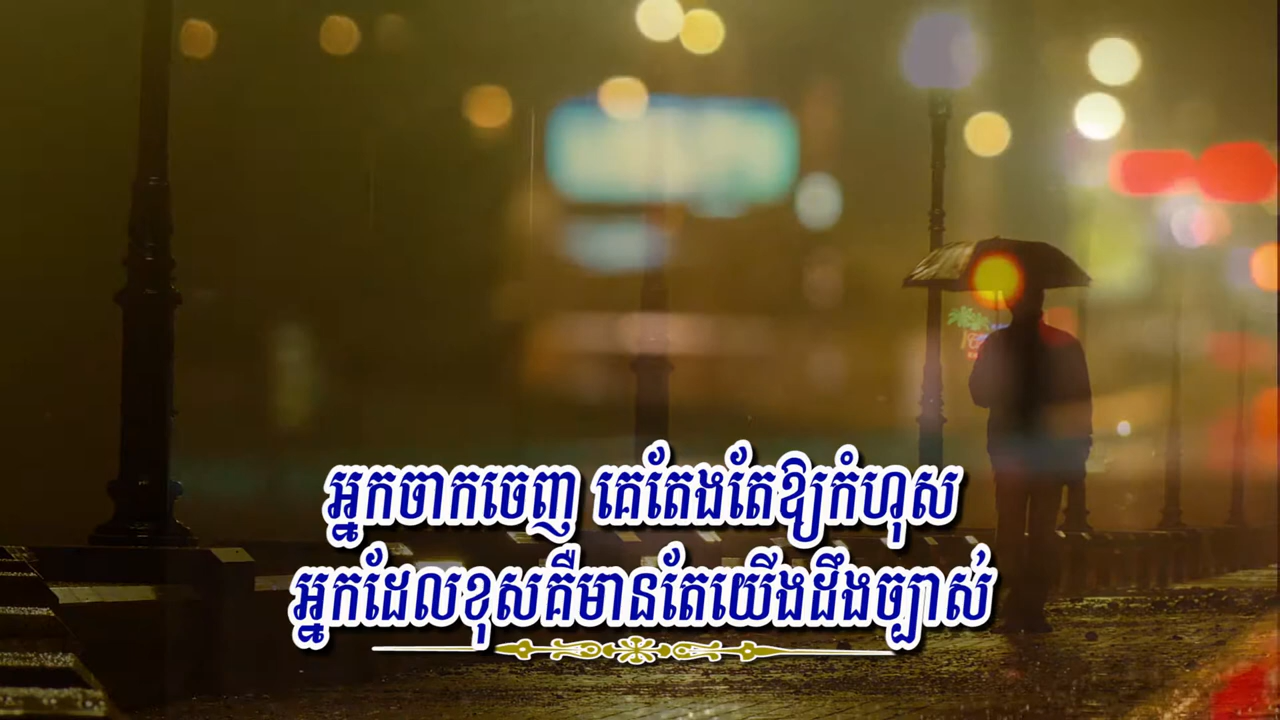 អ្នកចាកចេញ គេតែងតែឱ្យកំហុស
អ្នកដែលខុសគឺមានតែយើងដឹងច្បាស់